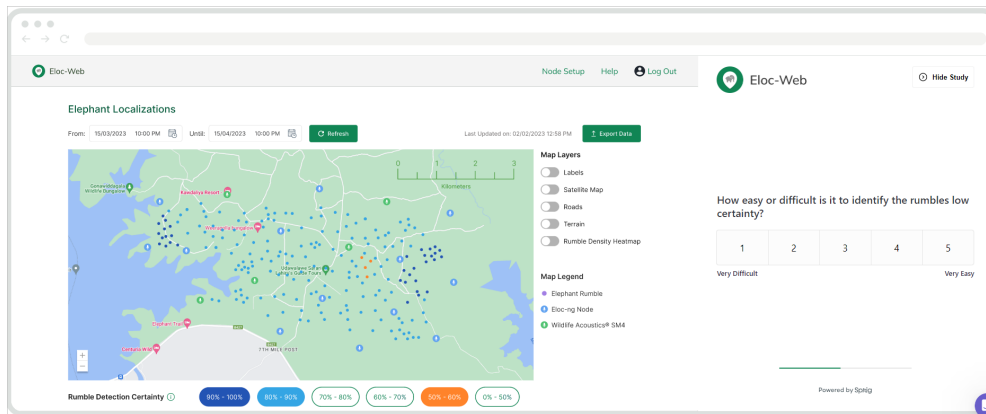 Eloc-Web
Node Setup Help Log Out
Elephant Localizations
From: 15/03/2023 10:00 PM Until: 15/04/2023 10:00 PM Refresh
Last Updated on: 02/02/2023 12:58 PM Export Data
0 1 2 3
Kilometers
Wildlife Bungalow
Kawdaliya Resort
Udawalawe Safari
Elephant Trail
7TH MILE POST
+
−
Map Layers
Labels
Satellite Map
Roads
Terrain
Rumble Density Heatmap
Map Legend
Elephant Rumble
Eloc-ng Node
Wildlife Acoustics® SM4
Rumble Detection Certainty 90% - 100% 80% - 90% 70% - 80% 60% - 70% 50% - 60% 0% - 50%
Eloc-Web
Hide Study
How easy or difficult is it to identify the rumbles low
certainty?
1 2 3 4 5
Very Difficult Very Easy
Powered by Sprig